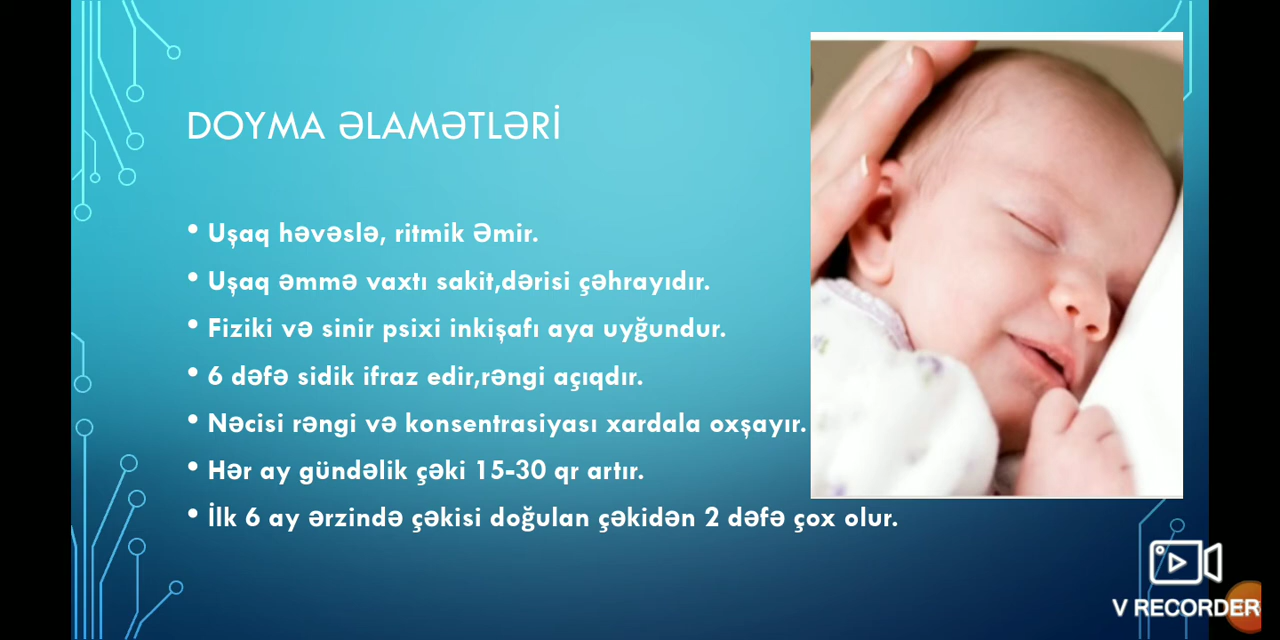 DOYMA ƏLAMƏTLƏRİ
• Uşaq həvəslə, ritmik Əmir.
• Uşaq əmmə vaxtı sakit,dərisi çəhrayıdır.
• Fiziki və sinir psixi inkişafı aya uyğundur.
• 6 dəfə sidik ifraz edir,rəngi açıqdır.
• Nəcisi rəngi və konsentrasiyası xardala oxşayır.
• Hər ay gündəlik çəki 15-30 qr artır.
• İlk 6 ay ərzində çəkisi doğulan çəkidən 2 dəfə çox olur.
V RECORDER